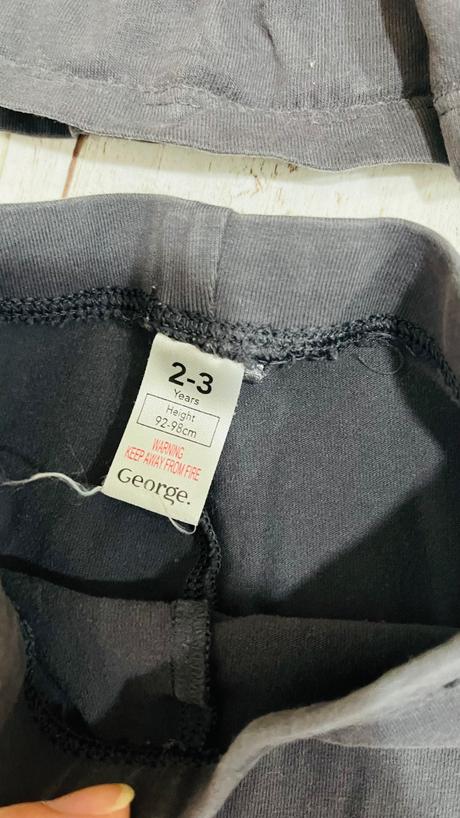 2-3
Years
Height
92-98cm
WARNING
KEEP AWAY FROM FIRE
George.